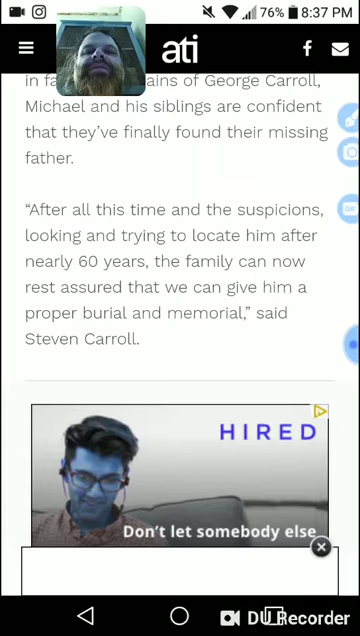 76% 8:37 PM
ati
in fa ains of George Carroll,
Michael and his siblings are confident
that they've finally found their missing
father.
“After all this time and the suspicions,
looking and trying to locate him after
nearly 60 years, the family can now
rest assured that we can give him a
proper burial and memorial,” said
Steven Carroll.
HIRED
Don't let somebody else
DU Recorder